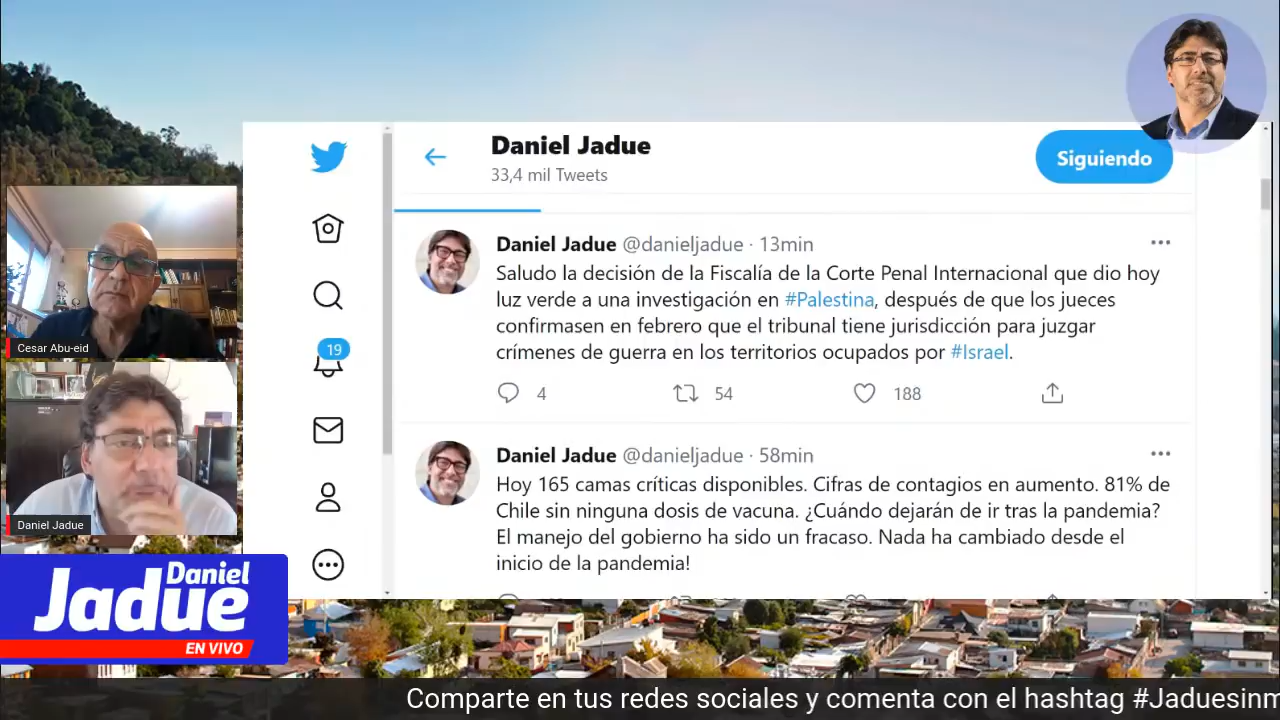 Daniel Jadue
33,4 mil Tweets
Siguiendo
Daniel Jadue @danieljadue · 13min
Saludo la decisión de la Fiscalía de la Corte Penal Internacional que dio hoy
luz verde a una investigación en #Palestina, después de que los jueces
confirmasen en febrero que el tribunal tiene jurisdicción para juzgar
crímenes de guerra en los territorios ocupados por #Israel.
4 54 188
19
Daniel Jadue @danieljadue · 58min
Hoy 165 camas críticas disponibles. Cifras de contagios en aumento. 81% de
Chile sin ninguna dosis de vacuna. ¿Cuándo dejarán de ir tras la pandemia?
El manejo del gobierno ha sido un fracaso. Nada ha cambiado desde el
inicio de la pandemia!
Cesar Abu-eid
Daniel Jadue
Daniel
Jadue
EN VIVO
Comparte en tus redes sociales y comenta con el hashtag #Jaduesinm